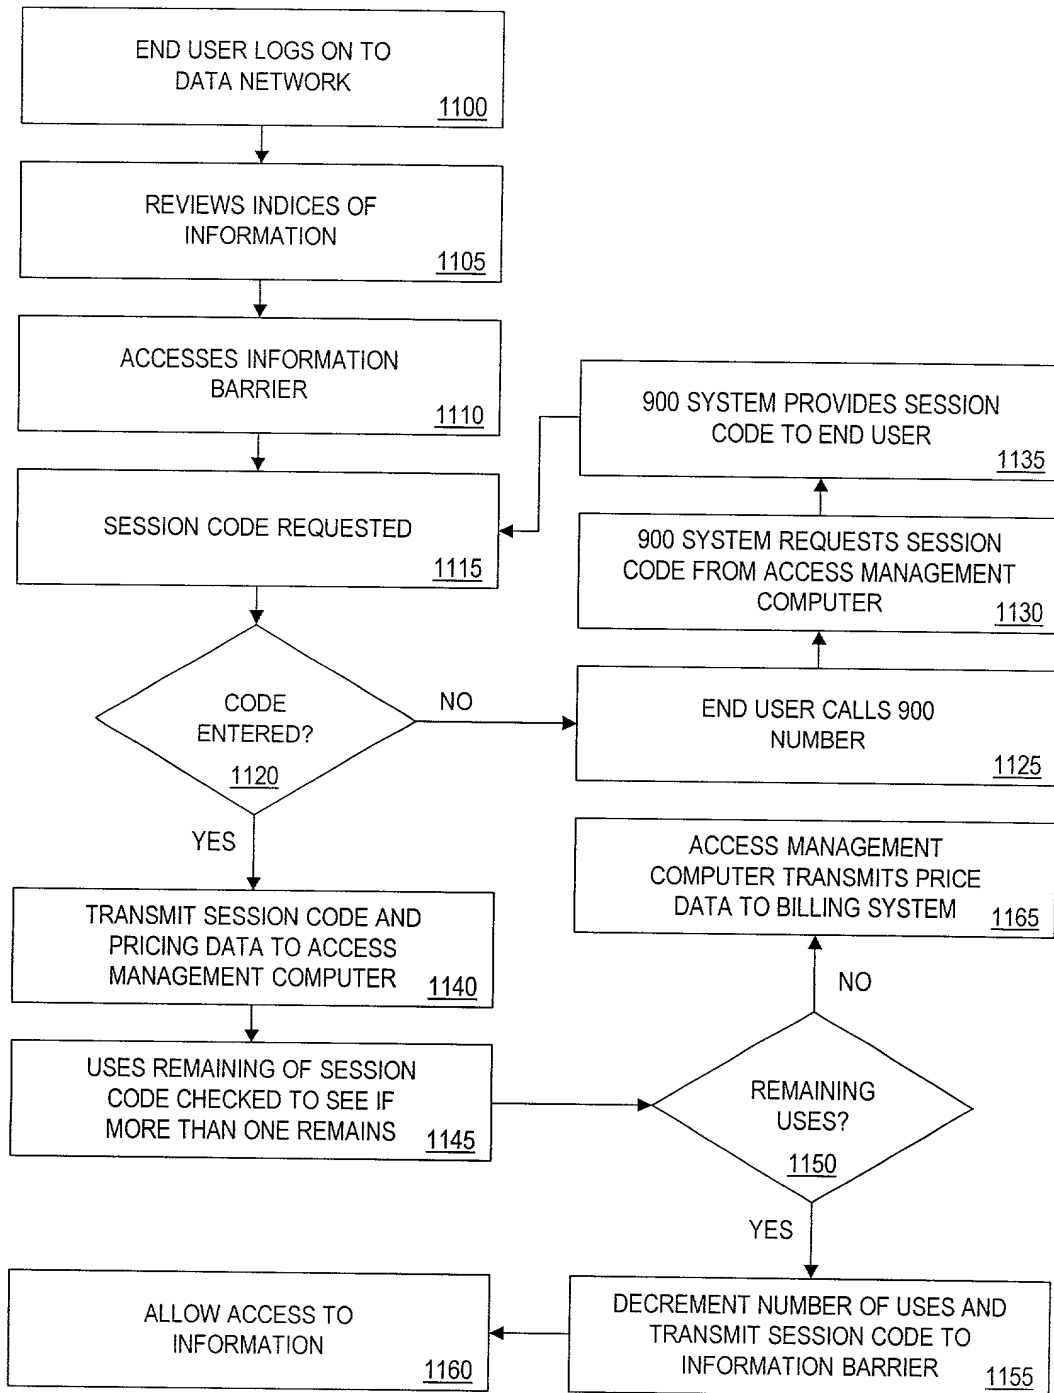 END USER LOGS ON TO
DATA NETWORK
1100
REVIEWS INDICES OF
INFORMATION
1105
ACCESSES INFORMATION
BARRIER
1110
SESSION CODE REQUESTED
1115
CODE
ENTERED?
1120
NO
YES
END USER CALLS 900
NUMBER
1125
900 SYSTEM REQUESTS SESSION
CODE FROM ACCESS MANAGEMENT
COMPUTER
1130
900 SYSTEM PROVIDES SESSION
CODE TO END USER
1135
TRANSMIT SESSION CODE AND
PRICING DATA TO ACCESS
MANAGEMENT COMPUTER
1140
USES REMAINING OF SESSION
CODE CHECKED TO SEE IF
MORE THAN ONE REMAINS
1145
REMAINING
USES?
1150
NO
ACCESS MANAGEMENT
COMPUTER TRANSMITS PRICE
DATA TO BILLING SYSTEM
1165
YES
DECREMENT NUMBER OF USES AND
TRANSMIT SESSION CODE TO
INFORMATION BARRIER
1155
ALLOW ACCESS TO
INFORMATION
1160